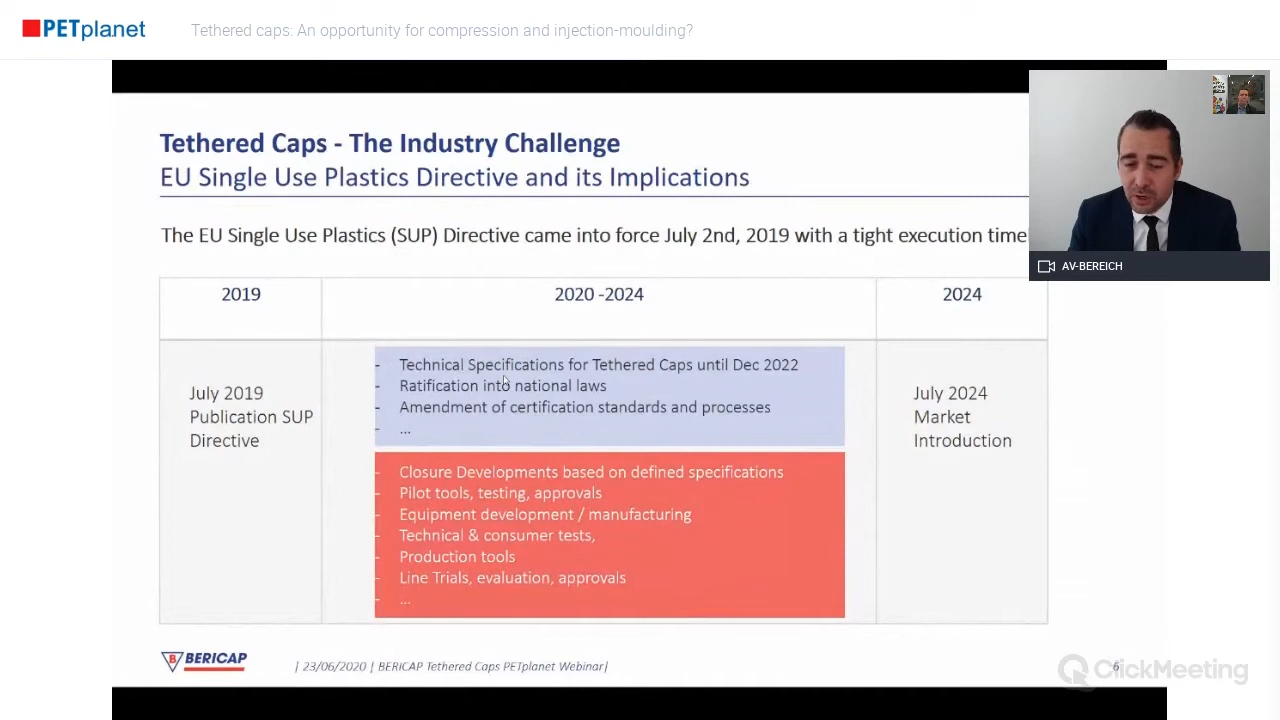 PETplanet
Tethered caps: An opportunity for compression and injection-moulding?
Tethered Caps - The Industry Challenge
EU Single Use Plastics Directive and its Implications
The EU Single Use Plastics (SUP) Directive came into force July 2nd, 2019 with a tight execution
AV-BEREICH
2019
2020 -2024
2024
July 2019
Publication SUP
Directive
- Technical Specifications for Tethered Caps until Dec 2022
- Ratification into national laws
- Amendment of certification standards and processes
- ...
- Closure Developments based on defined specifications
- Pilot tools, testing, approvals
- Equipment development / manufacturing
- Technical & consumer tests,
- Production tools
- Line Trials, evaluation, approvals
- ...
July 2024
Market
Introduction
B BERICAP
| 23/06/2020 | BERICAP Tethered Caps PETplanet Webinar|
6
ClickMeeting